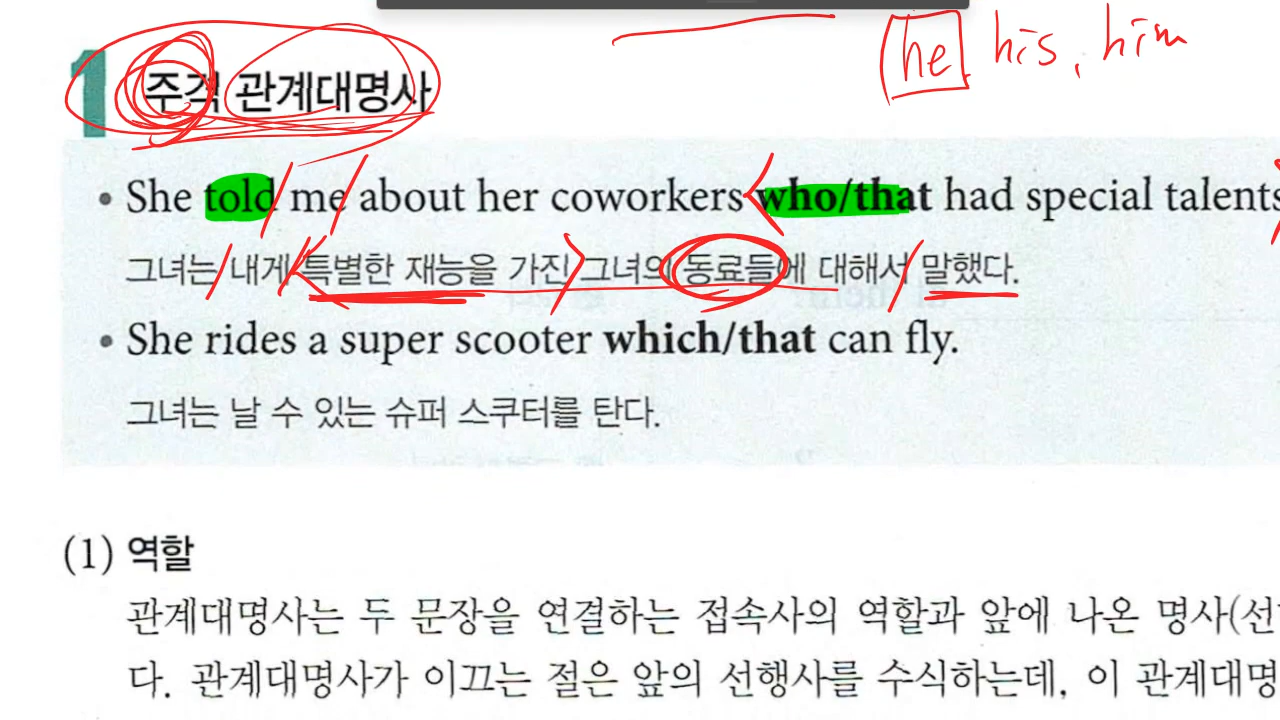 he, his, him
1 주격 관계대명사
• She told me about her coworkers who/that had special talents
그녀는 내게 특별한 재능을 가진 그녀의 동료들에 대해서 말했다.
• She rides a super scooter which/that can fly.
그녀는 날 수 있는 슈퍼 스쿠터를 탄다.
(1) 역할
관계대명사는 두 문장을 연결하는 접속사의 역할과 앞에 나온 명사(선
다. 관계대명사가 이끄는 절은 앞의 선행사를 수식하는데, 이 관계대명